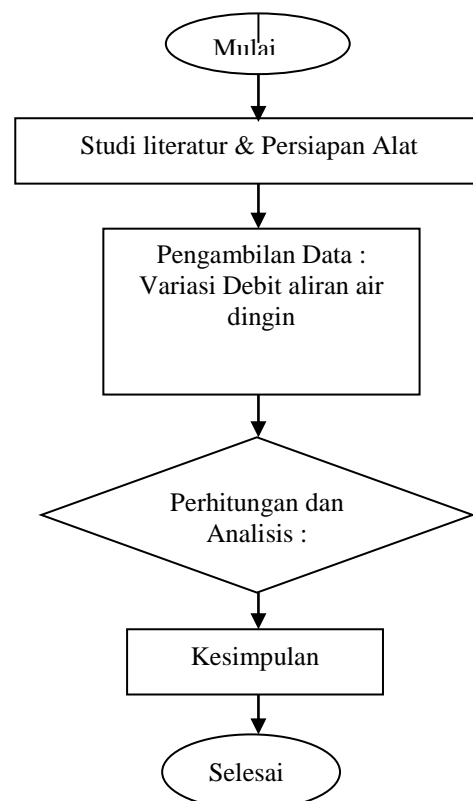 Mulai
Studi literatur & Persiapan Alat
Pengambilan Data :
Variasi Debit aliran air
dingin
Perhitungan dan
Analisis :
Kesimpulan
Selesai